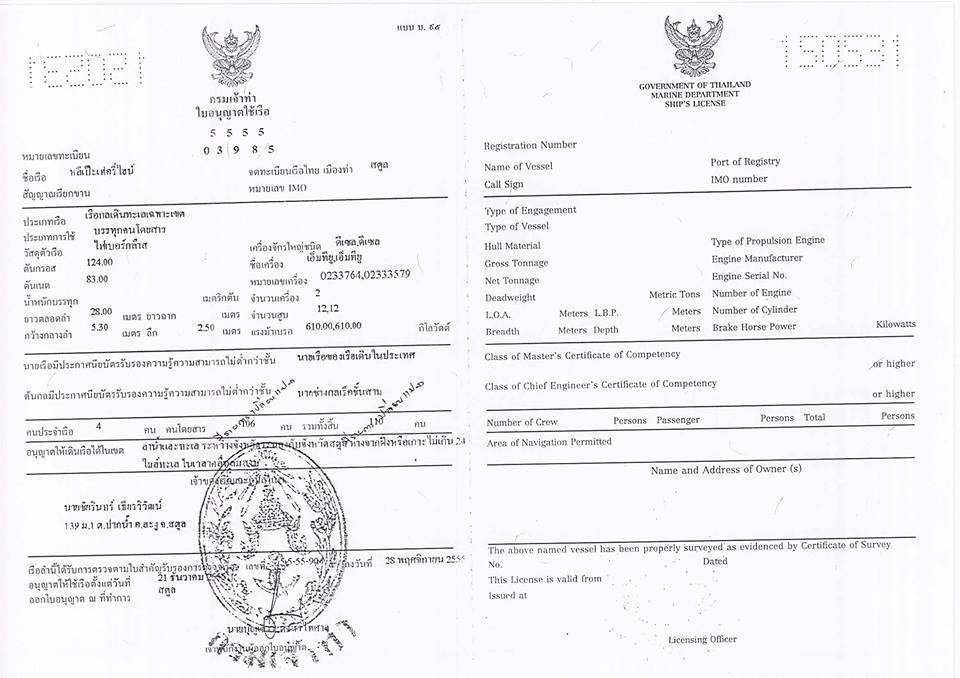 แบบ บ. ๙๕
150531
กรมเจ้าท่า
ใบอนุญาตใช้เรือ
5 5 5 5
0 3 9 8 5
หมายเลขทะเบียน
ชื่อเรือ หลีเป๊ะเฟอรี่ไลน์ จดทะเบียนเรือไทย เมืองท่า สตูล
สัญญาณเรียกขาน หมายเลข IMO
ประเภทเรือ เรือกลเดินทะเลเฉพาะเขต
ประเภทการใช้ บรรทุกคนโดยสาร
วัสดุตัวเรือ ไฟเบอร์กล๊าส เครื่องจักรใหญ่ชนิด ดีเซล,ดีเซล
ตันกรอส 124.00 ชื่อเครื่อง เอ็มทียู,เอ็มทียู
ตันเนต 83.00 หมายเลขเครื่อง 0233764,02333579
น้ำหนักบรรทุก เมตริกตัน จำนวนเครื่อง 2
ยาวตลอดลำ 28.00 เมตร ยาวฉาก เมตร จำนวนสูบ 12,12
กว้างกลางลำ 5.30 เมตร ลึก 2.50 เมตร แรงม้าเบรค 610.00,610.00 กิโลวัตต์
นายเรือมีประกาศนียบัตรรับรองความรู้ความสามารถไม่ต่ำกว่าชั้น นายเรือของเรือเดินในประเทศ
ต้นกลมีประกาศนียบัตรรับรองความรู้ความสามารถไม่ต่ำกว่าชั้น นายช่างกลเรือชั้นสาม
คนประจำเรือ 4 คน คนโดยสาร 106 คน รวมทั้งสิ้น 110 คน
อนุญาตให้เดินเรือได้ในเขต ลำน้ำและทะเล ระหว่างจังหวัด กับจังหวัดสตูล ห่างจากฝั่งหรือเกาะ ไม่เกิน 24
ไมล์ทะเล ในเวลาคลื่นลมสงบ
139 ม.1 ต.ปากน้ำ อ.ละงู จ.สตูล
เรือลำนี้ได้รับการตรวจตามใบสำคัญรับรองการตรวจเรือ เลขที่ ลงวันที่ 28 พฤศจิกายน 2555
อนุญาตให้ใช้เรือตั้งแต่วันที่ 21 ธันวาคม
ออกใบอนุญาต ณ ที่ทำการ สตูล
เจ้าพนักงานผู้ออกใบอนุญาต
150531
GOVERNMENT OF THAILAND
MARINE DEPARTMENT
SHIP'S LICENSE
Registration Number
Name of Vessel Port of Registry
Call Sign IMO number
Type of Engagement
Type of Vessel
Hull Material Type of Propulsion Engine
Gross Tonnage Engine Manufacturer
Net Tonnage Engine Serial No.
Deadweight Metric Tons Number of Engine
L.O.A. Meters L.B.P. Meters Number of Cylinder
Breadth Meters Depth Meters Brake Horse Power Kilowatts
Class of Master's Certificate of Competency
or higher
Class of Chief Engineer's Certificate of Competency
or higher
Number of Crew Persons Passenger Persons Total Persons
Area of Navigation Permitted
Name and Address of Owner (s)
The above named vessel has been properly surveyed as evidenced by Certificate of Survey
No. Dated
This License is valid from
Issued at
Licensing Officer